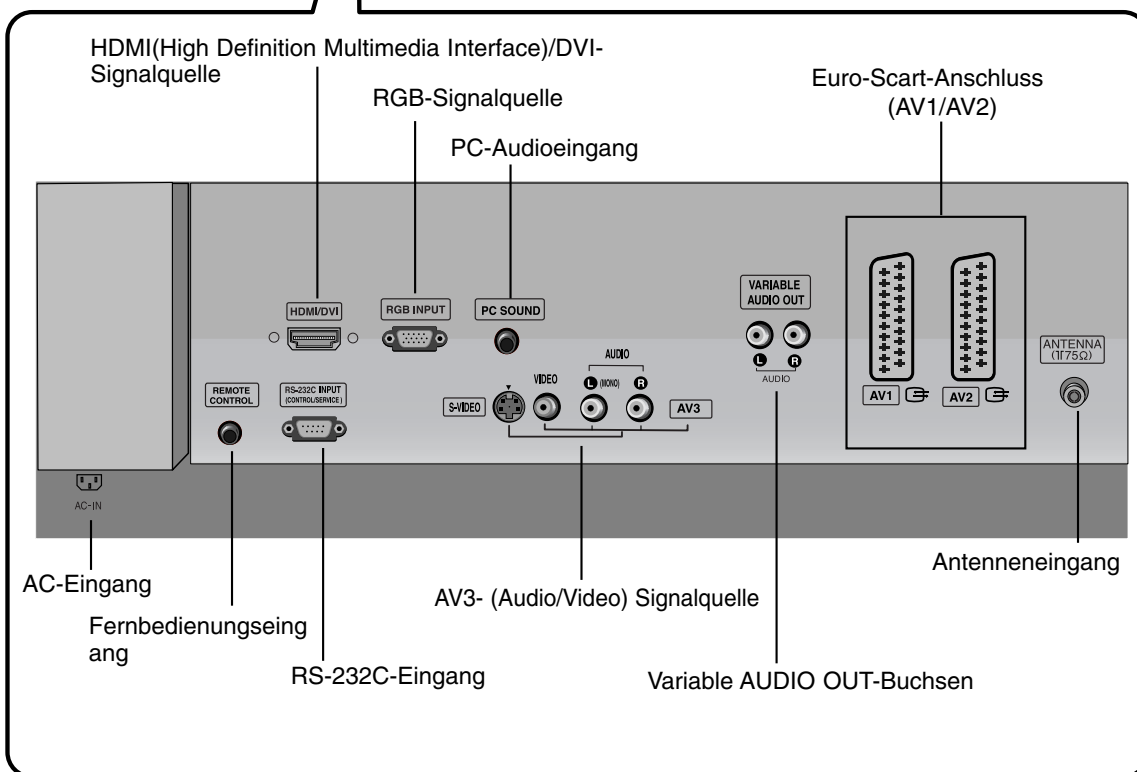 HDMI(High Definition Multimedia Interface)/DVI-
Signalquelle
RGB-Signalquelle
PC-Audioeingang
Euro-Scart-Anschluss
(AV1/AV2)
HDMI/DVI
RGB INPUT
PC SOUND
VARIABLE
AUDIO OUT
L
R
AUDIO
ANTENNA
(1Γ75Ω)
REMOTE
CONTROL
RS-232C INPUT
(CONTROL/SERVICE)
S-VIDEO
VIDEO
AUDIO
L (MONO) R
AV3
AV1
AV2
AC-IN
AC-Eingang
Fernbedienungseing
ang
RS-232C-Eingang
AV3- (Audio/Video) Signalquelle
Variable AUDIO OUT-Buchsen
Antenneneingang